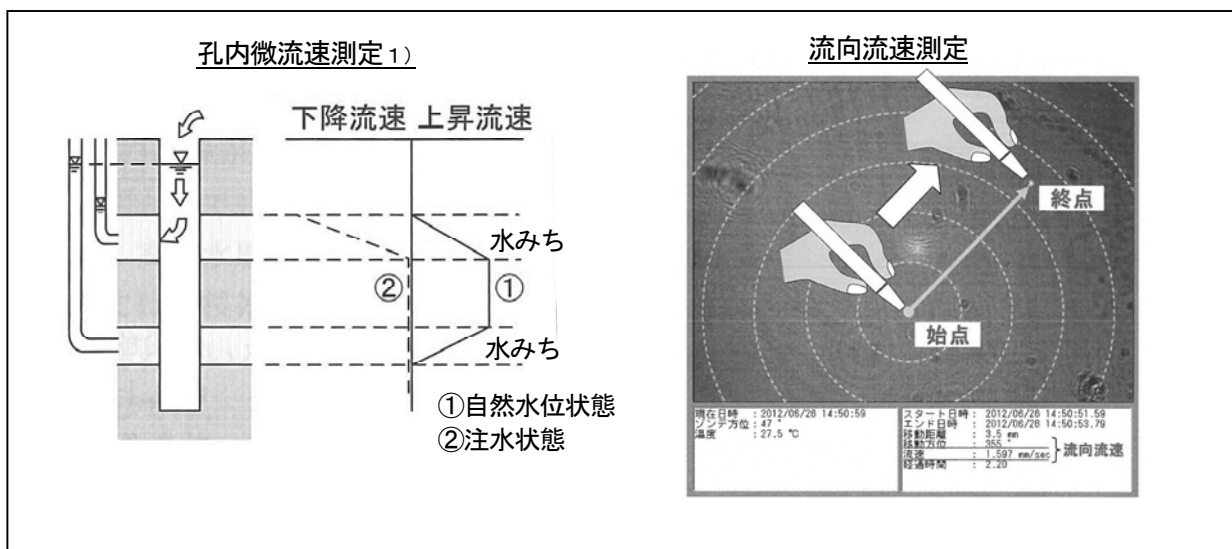 孔内微流速測定1)
下降流速 上昇流速
水みち
② ①
水みち
①自然水位状態
②注水状態
流向流速測定
終点
始点
現在日時 : 2012/06/26 14:50:59
ゾンデ方位 : 47 °
温度 : 27.5 ℃
スタート日時 : 2012/06/26 14:50:51.59
エンド日時 : 2012/06/26 14:50:53.79
移動距離 : 3.5 mm
移動方位 : 355 °
流速 : 1.597 mm/sec
経過時間 : 2.20
流向流速